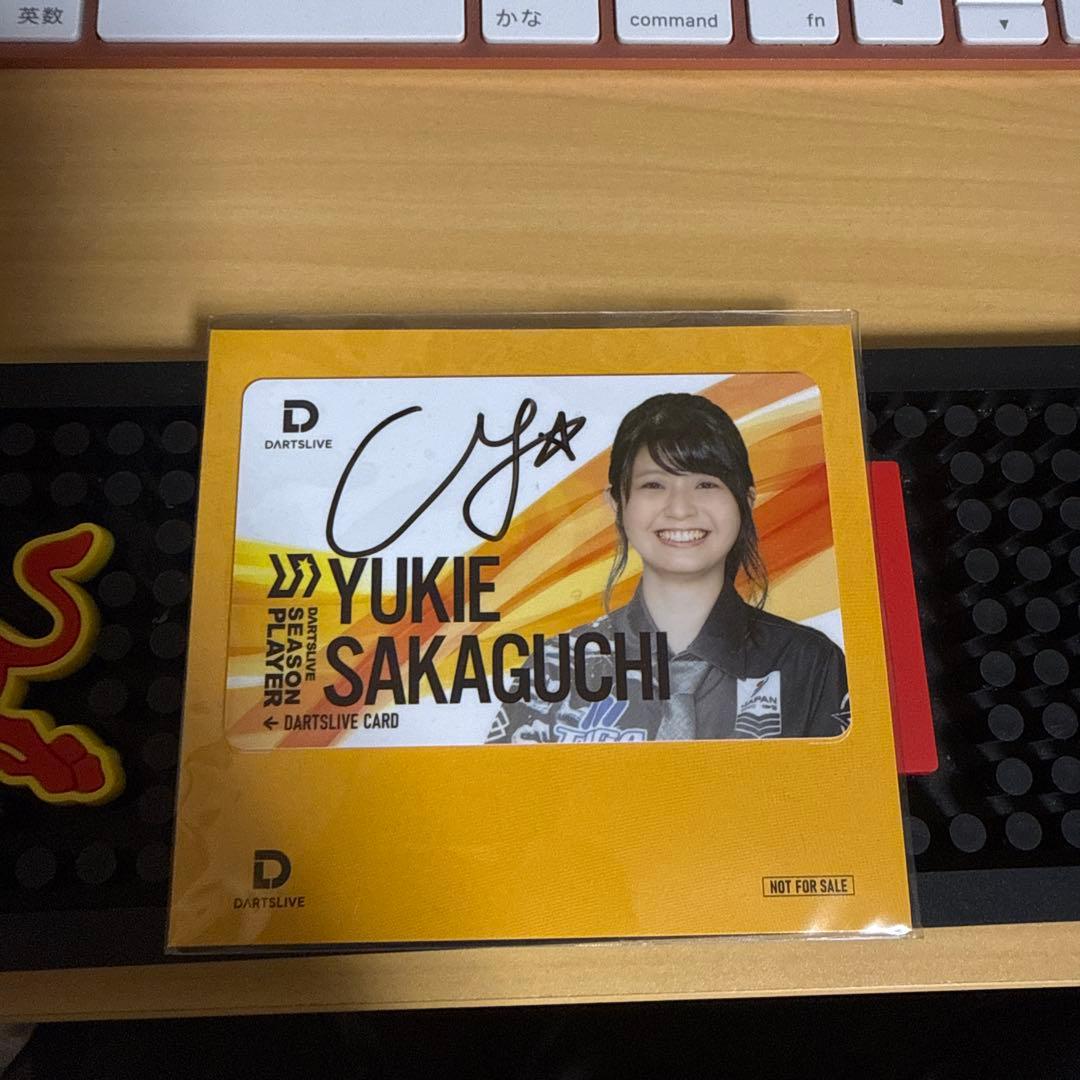 英数
かな
command
fn
DARTSLIVE
YUKIE
SAKAGUCHI
DARTSLIVE
SEASON
PLAYER
← DARTSLIVE CARD
JAPAN
TIGA
DARTSLIVE
NOT FOR SALE